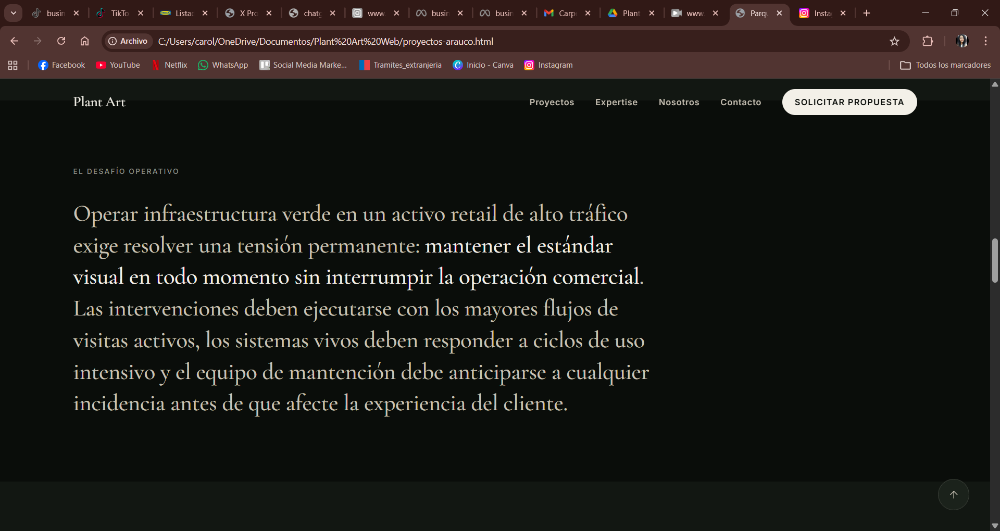 busin
TikTo
Listac
X Pro
chatg
www.
busin
busin
Carpe
Plant
www.
Parqu
Insta
Archivo
C:/Users/carol/OneDrive/Documentos/Plant%20Art%20Web/proyectos-arauco.html
Facebook
YouTube
Netflix
WhatsApp
Social Media Marke...
Tramites_extranjeria
Inicio - Canva
Instagram
Todos los marcadores
Plant Art
Proyectos
Expertise
Nosotros
Contacto
SOLICITAR PROPUESTA
EL DESAFÍO OPERATIVO
Operar infraestructura verde en un activo retail de alto tráfico
exige resolver una tensión permanente: mantener el estándar
visual en todo momento sin interrumpir la operación comercial.
Las intervenciones deben ejecutarse con los mayores flujos de
visitas activos, los sistemas vivos deben responder a ciclos de uso
intensivo y el equipo de mantención debe anticiparse a cualquier
incidencia antes de que afecte la experiencia del cliente.